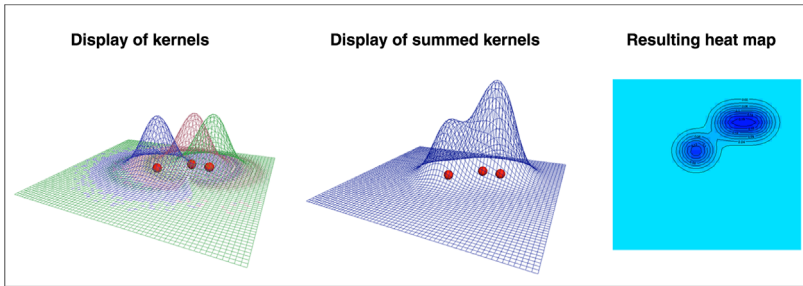 Display of kernels
Display of summed kernels
Resulting heat map